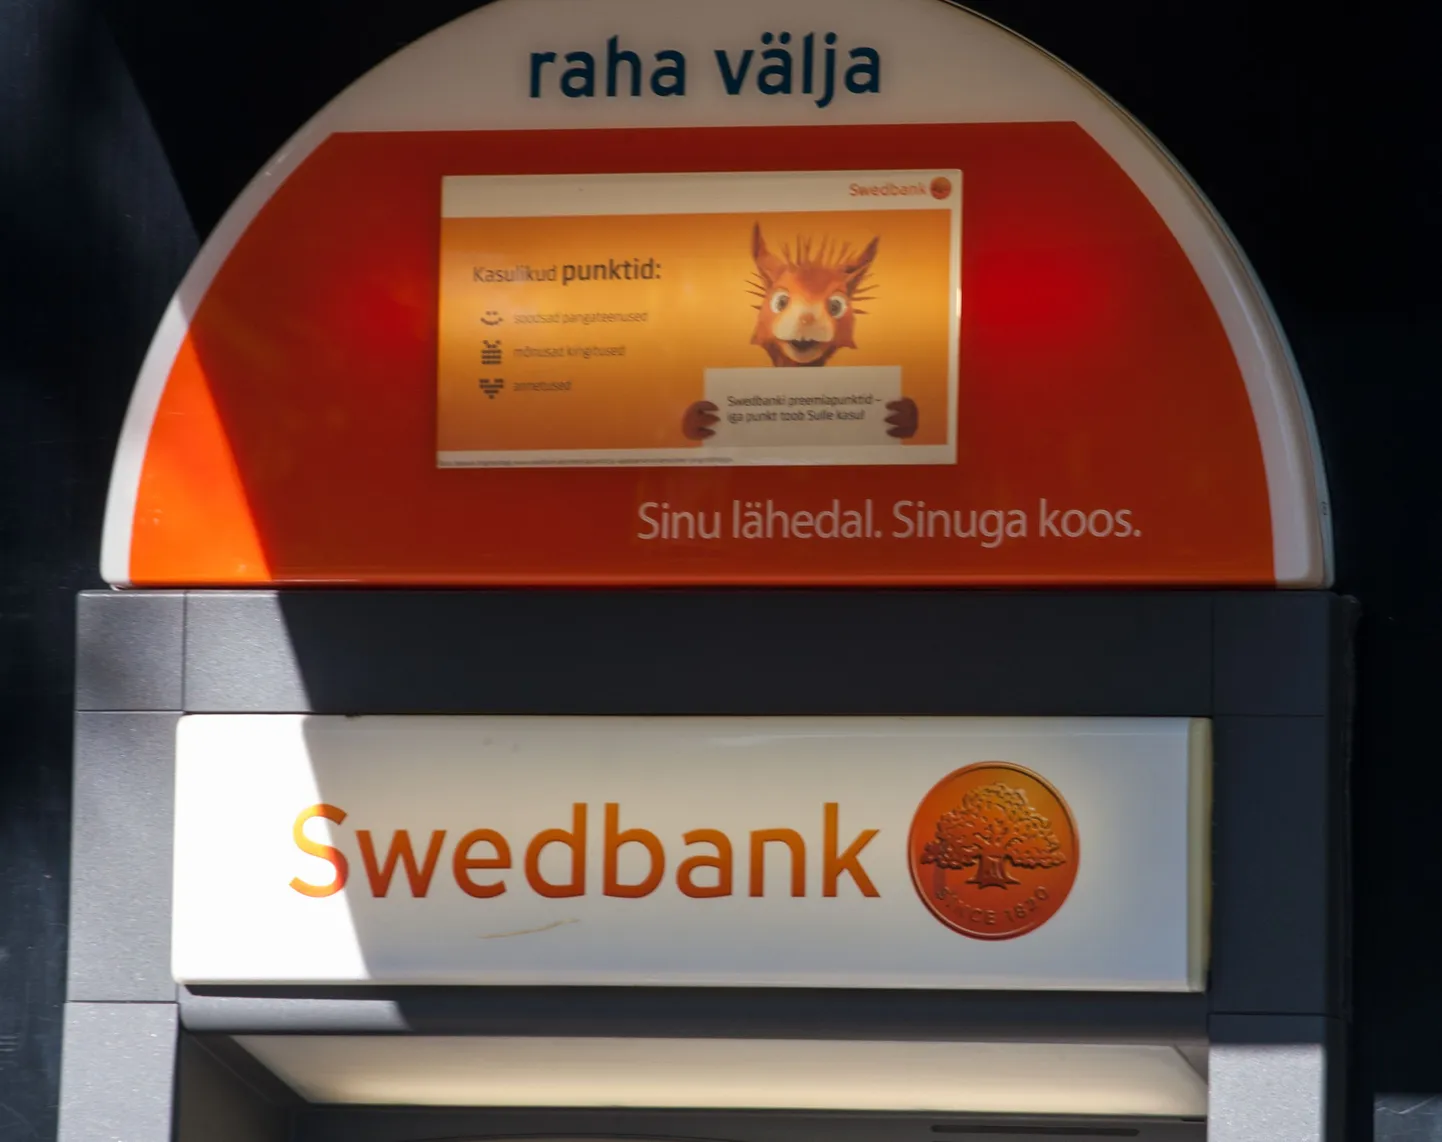 raha välja
Swedbank
Kasulikud punktid:
soodsad pangateenused
mõnusad kingitused
annetused
Swedbanki preemiapunktid –
iga punkt toob Sulle kasu!
Sinu lähedal. Sinuga koos.
Swedbank
SINCE 1820